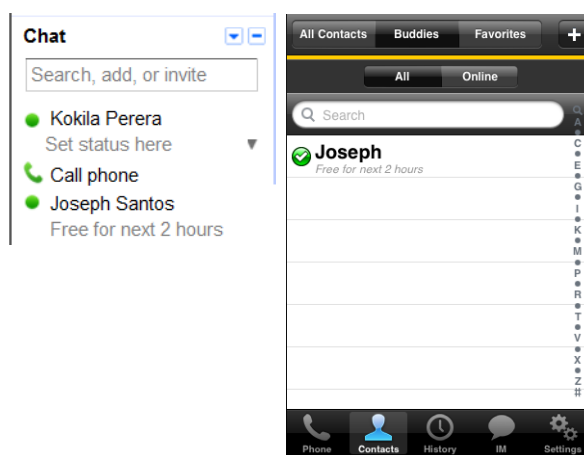 Chat
Search, add, or invite
Kokila Perera
Set status here
Call phone
Joseph Santos
Free for next 2 hours
All Contacts Buddies Favorites +
All Online
Search
Joseph
Free for next 2 hours
A
C
E
G
I
K
M
P
R
T
V
X
Z
#
Phone Contacts History IM Settings